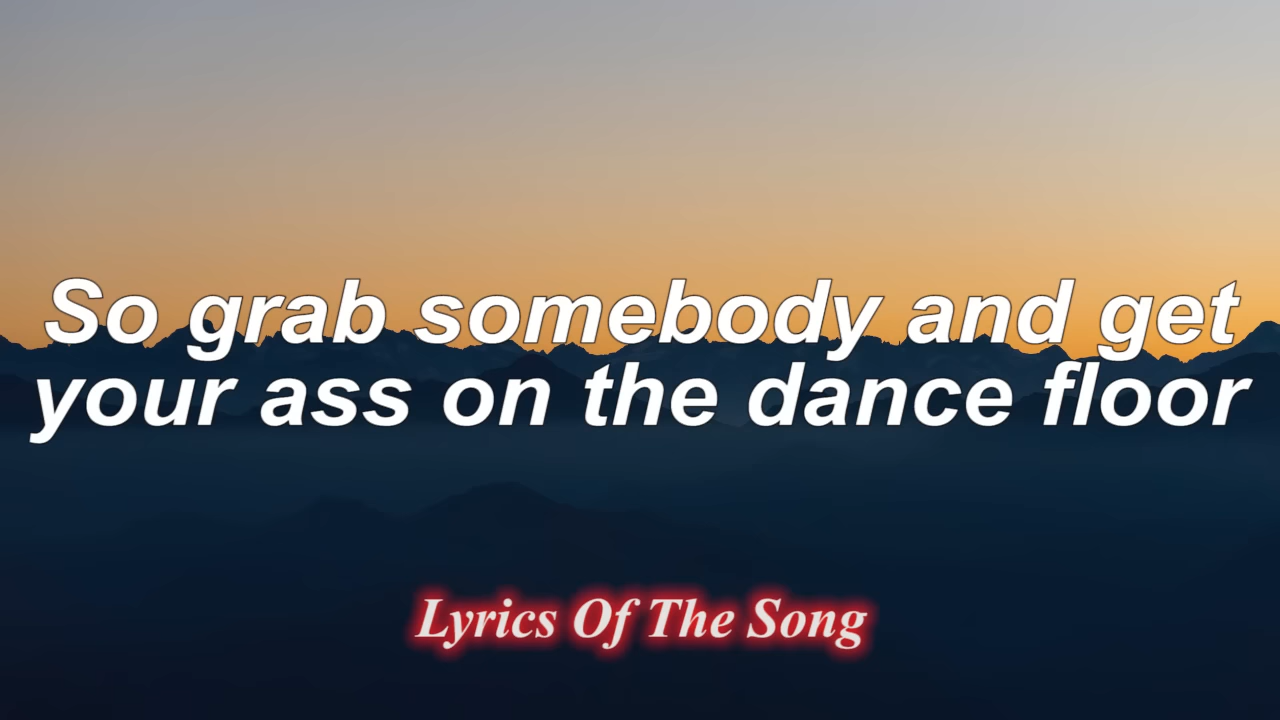 So grab somebody and get
your ass on the dance floor
Lyrics Of The Song